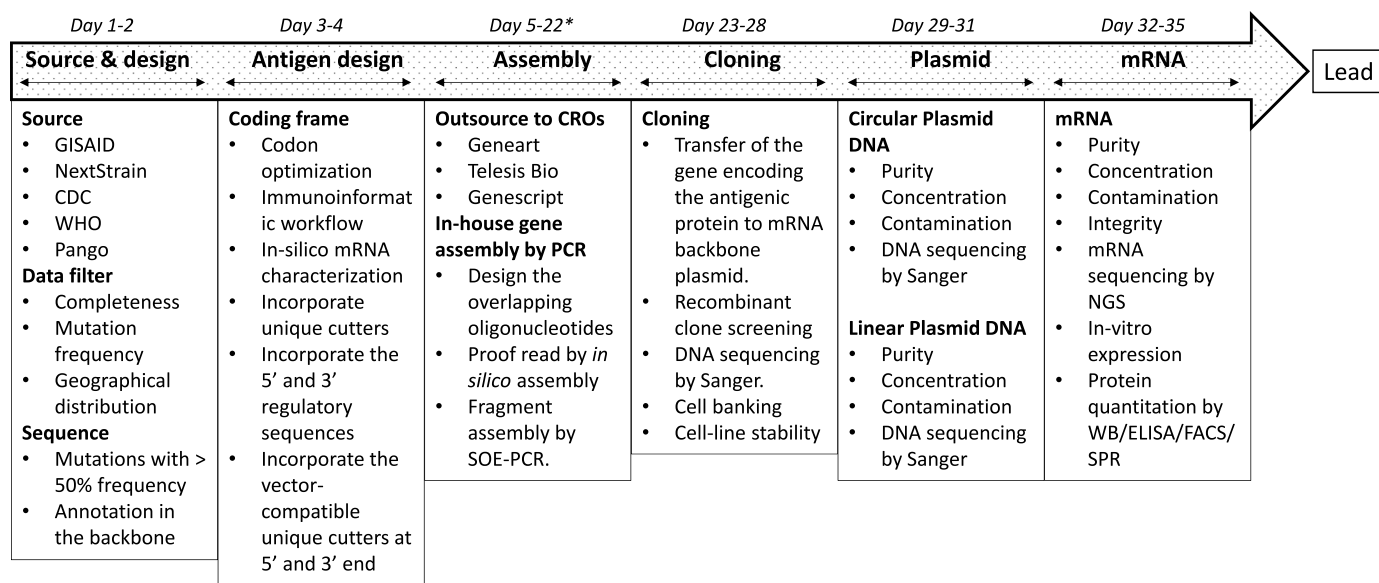 Day 1-2
Day 3-4
Day 5-22*
Day 23-28
Day 29-31
Day 32-35
Source & design
Antigen design
Assembly
Cloning
Plasmid
mRNA
Lead
Source
• GISAID
• NextStrain
• CDC
• WHO
• Pango
Data filter
• Completeness
• Mutation
frequency
• Geographical
distribution
Sequence
• Mutations with >
50% frequency
• Annotation in
the backbone
Coding frame
• Codon
optimization
• Immunoinformat
ic workflow
• In-silico mRNA
characterization
• Incorporate
unique cutters
• Incorporate the
5’ and 3’
regulatory
sequences
• Incorporate the
vector-
compatible
unique cutters at
5’ and 3’ end
Outsource to CROs
• Geneart
• Telesis Bio
• Genescript
In-house gene
assembly by PCR
• Design the
overlapping
oligonucleotides
• Proof read by in
silico assembly
• Fragment
assembly by
SOE-PCR.
Cloning
• Transfer of the
gene encoding
the antigenic
protein to mRNA
backbone
plasmid.
• Recombinant
clone screening
• DNA sequencing
by Sanger.
• Cell banking
• Cell-line stability
Circular Plasmid
DNA
• Purity
• Concentration
• Contamination
• DNA sequencing
by Sanger
Linear Plasmid DNA
• Purity
• Concentration
• Contamination
• DNA sequencing
by Sanger
mRNA
• Purity
• Concentration
• Contamination
• Integrity
• mRNA
sequencing by
NGS
• In-vitro
expression
• Protein
quantitation by
WB/ELISA/FACS/
SPR